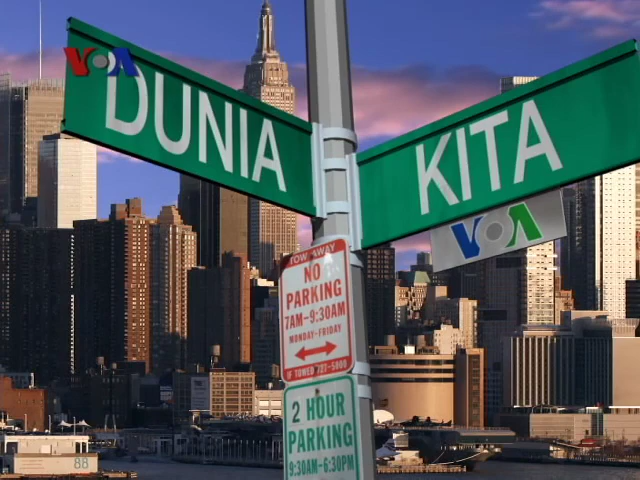 VOA
DUNIA
KITA
VOA
TOW AWAY
NO
PARKING
7AM-9:30AM
MONDAY-FRIDAY
2 HOUR
PARKING
9:30AM-6:30PM
88